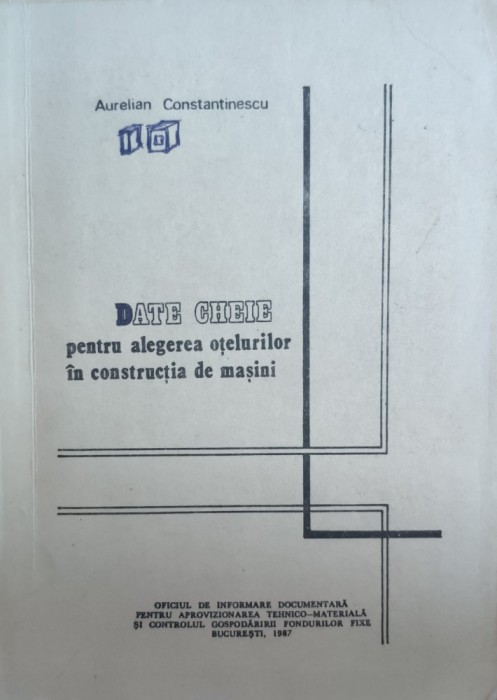 Aurelian Constantinescu
DATE CHEIE
pentru alegerea oțelurilor
în construcția de mașini
OFICIUL DE INFORMARE DOCUMENTARĂ
PENTRU APROVIZIONAREA TEHNICO-MATERIALĂ
ȘI CONTROLUL GOSPODĂRIRII FONDURILOR FIXE
BUCUREȘTI, 1987